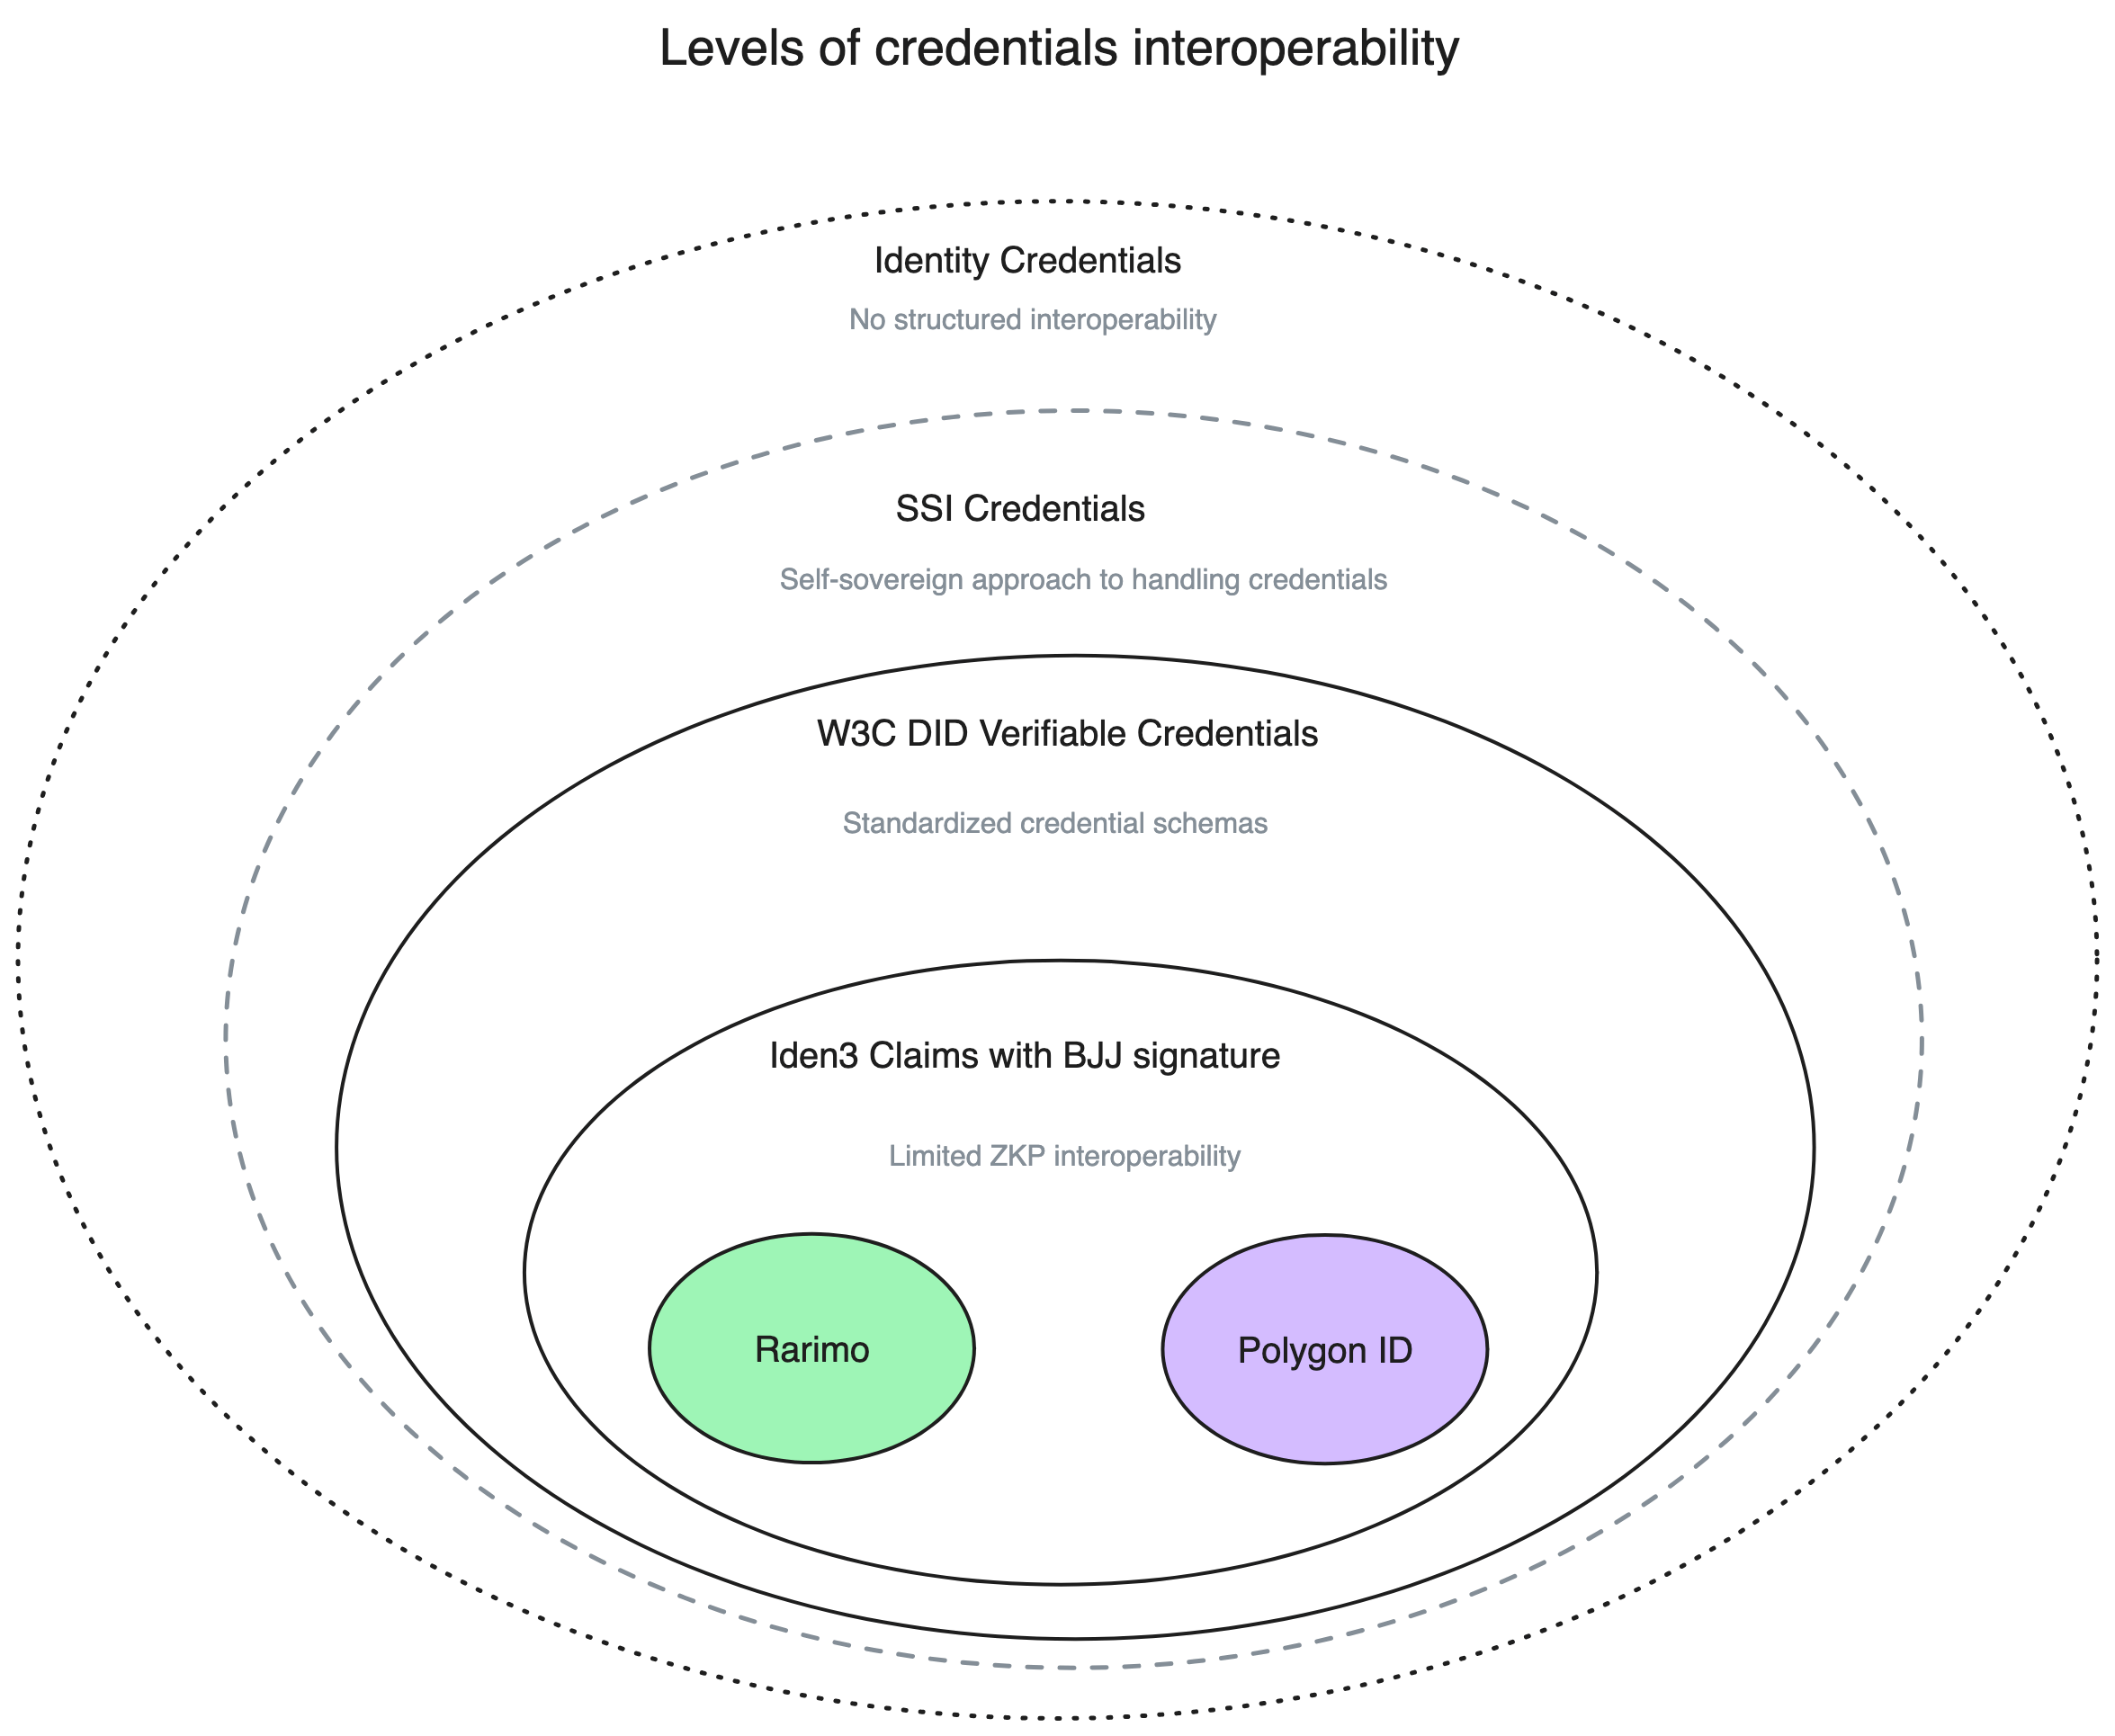 Levels of credentials interoperability
Identity Credentials
No structured interoperability
SSI Credentials
Self-sovereign approach to handling credentials
W3C DID Verifiable Credentials
Standardized credential schemas
Iden3 Claims with BJJ signature
Limited ZKP interoperability
Rarimo
Polygon ID